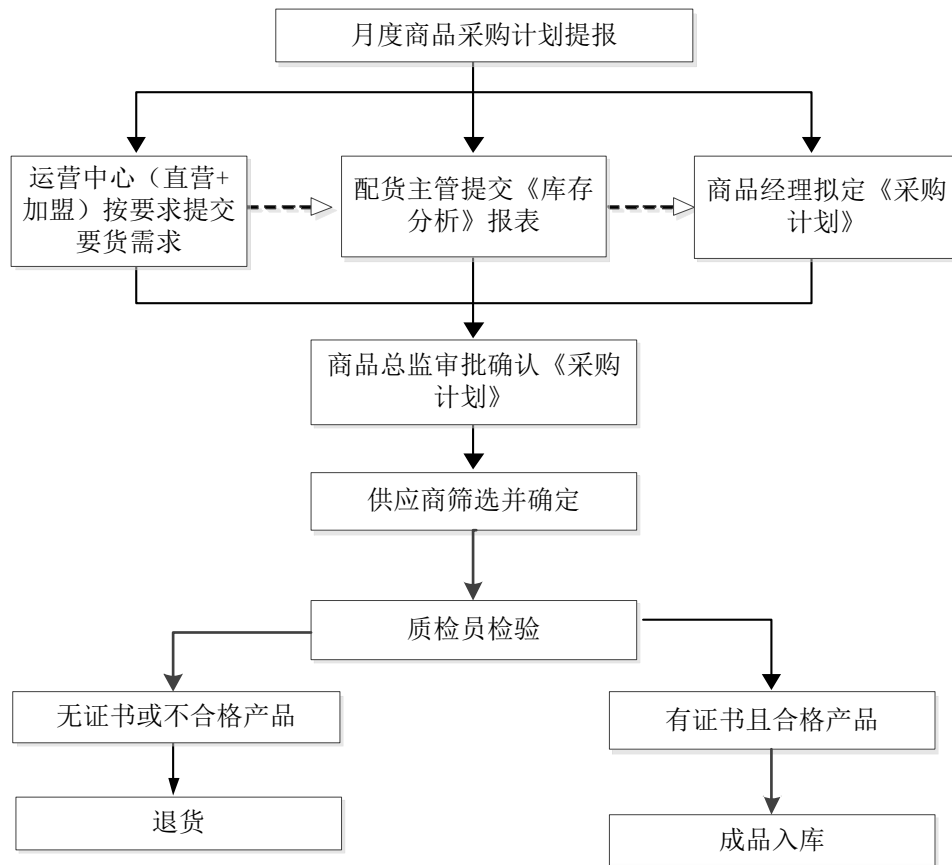 月度商品采购计划提报
运营中心（直营+
加盟）按要求提交
要货需求
配货主管提交《库存
分析》报表
商品经理拟定《采购
计划》
商品总监审批确认《采购
计划》
供应商筛选并确定
质检员检验
无证书或不合格产品
有证书且合格产品
退货
成品入库